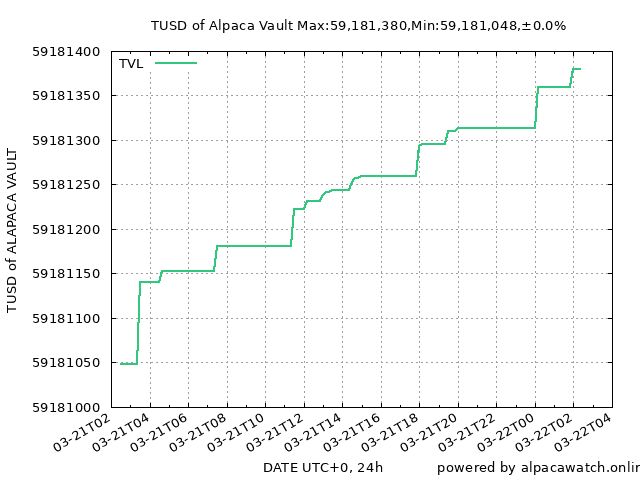 TUSD of Alpaca Vault Max:59,181,380,Min:59,181,048,±0.0%
59181400
59181350
59181300
59181250
59181200
59181150
59181100
59181050
59181000
TUSD of ALAPACA VAULT
TVL
03-21T02
03-21T04
03-21T06
03-21T08
03-21T10
03-21T12
03-21T14
03-21T16
03-21T18
03-21T20
03-21T22
03-22T00
03-22T02
03-22T04
DATE UTC+0, 24h
powered by alpacawatch.onlin